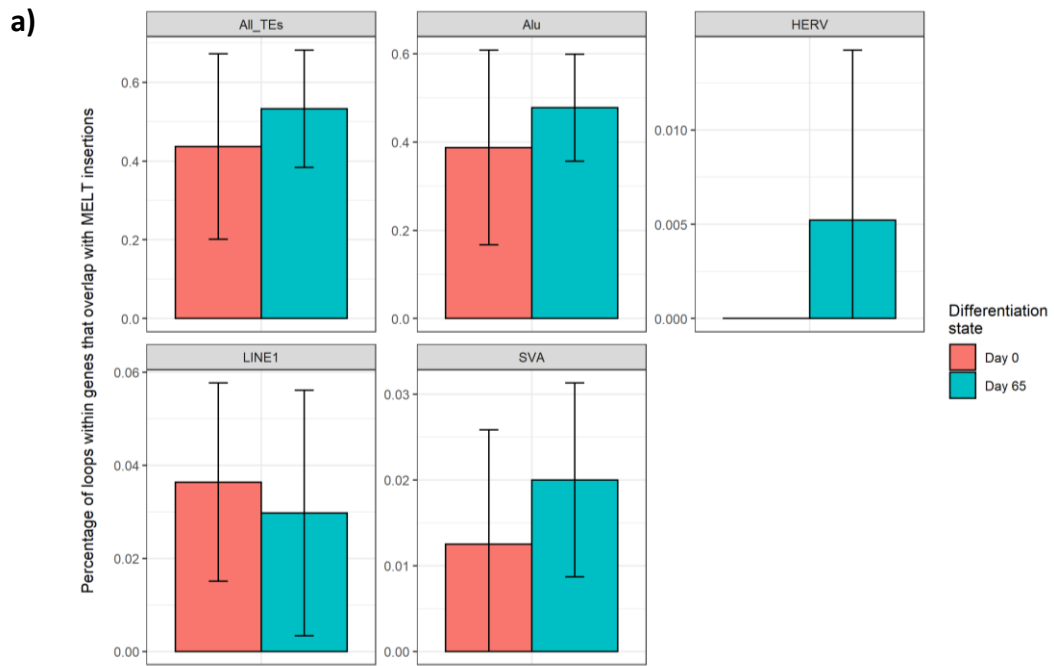 a)
All_TEs
Alu
HERV
Percentage of loops within genes that overlap with MELT insertions
0.6
0.4
0.2
0.0
0.6
0.4
0.2
0.0
0.010
0.005
0.000
LINE1
SVA
0.06
0.04
0.02
0.00
0.03
0.02
0.01
0.00
Differentiation
state
Day 0
Day 65